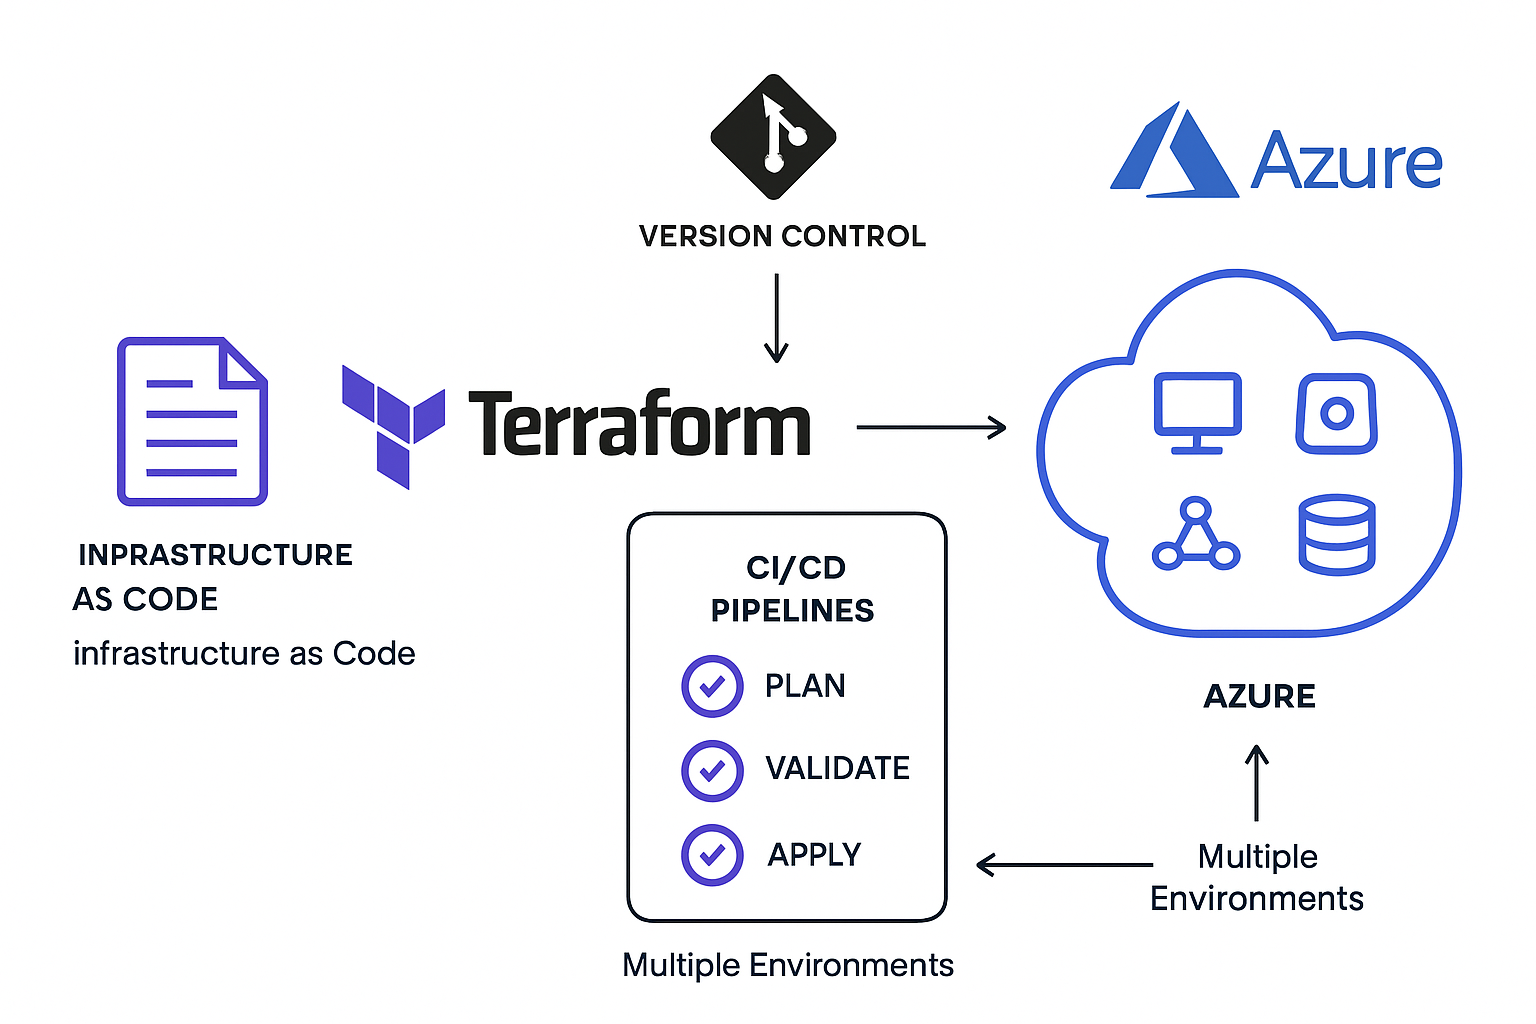 VERSION CONTROL
Azure
Terraform
INPRASTRUCTURE
AS CODE
infrastructure as Code
CI/CD
PIPELINES
PLAN
VALIDATE
APPLY
Multiple Environments
AZURE
Multiple
Environments